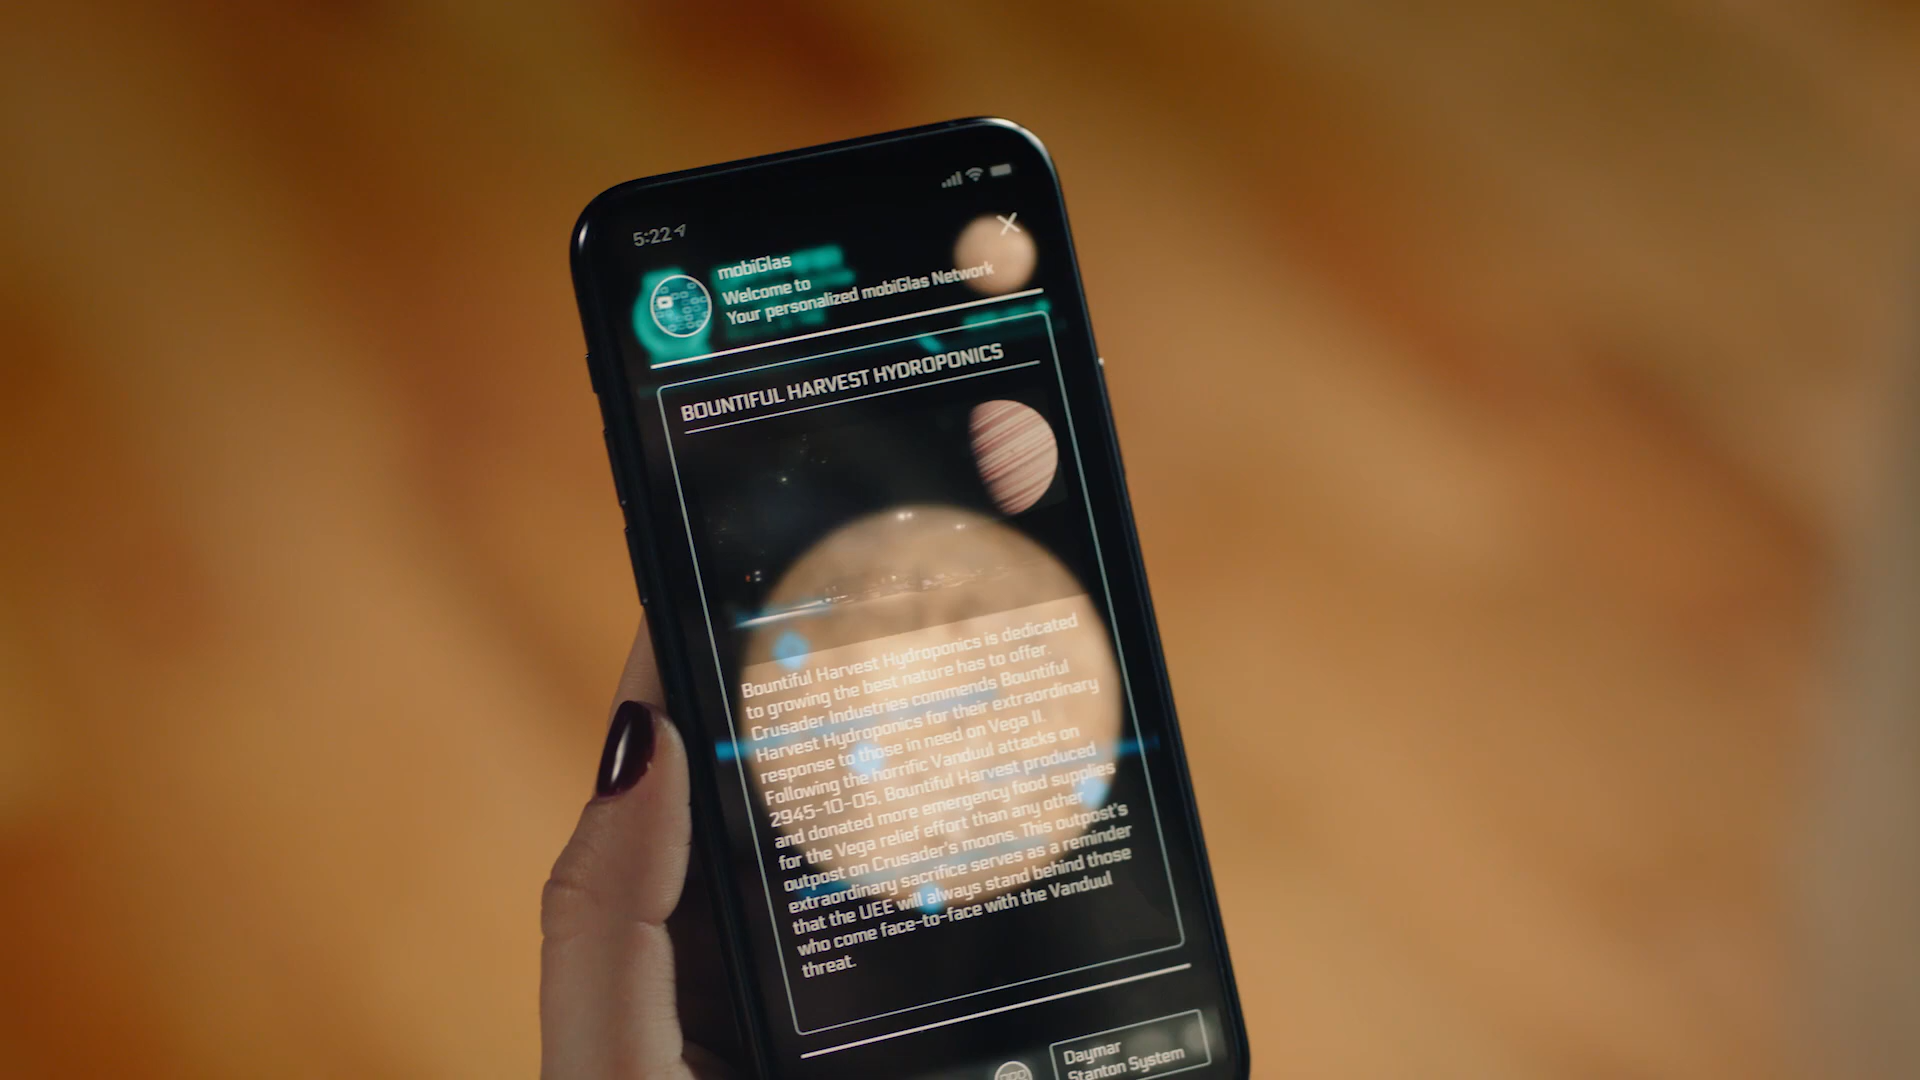 5:22
mobiGlas
Welcome to
Your personalized mobiGlas Network
BOUNTIFUL HARVEST HYDROPONICS
Bountiful Harvest Hydroponics is dedicated
to growing the best nature has to offer.
Crusader Industries commends Bountiful
Harvest Hydroponics for their extraordinary
response to those in need on Vega II.
Following the horrific Vanduul attacks on
2945-10-05, Bountiful Harvest produced
and donated more emergency food supplies
for the Vega relief effort than any other
outpost on Crusader's moons. This outpost's
extraordinary sacrifice serves as a reminder
that the UEE will always stand behind those
who come face-to-face with the Vanduul
threat.
Daymar
Stanton System